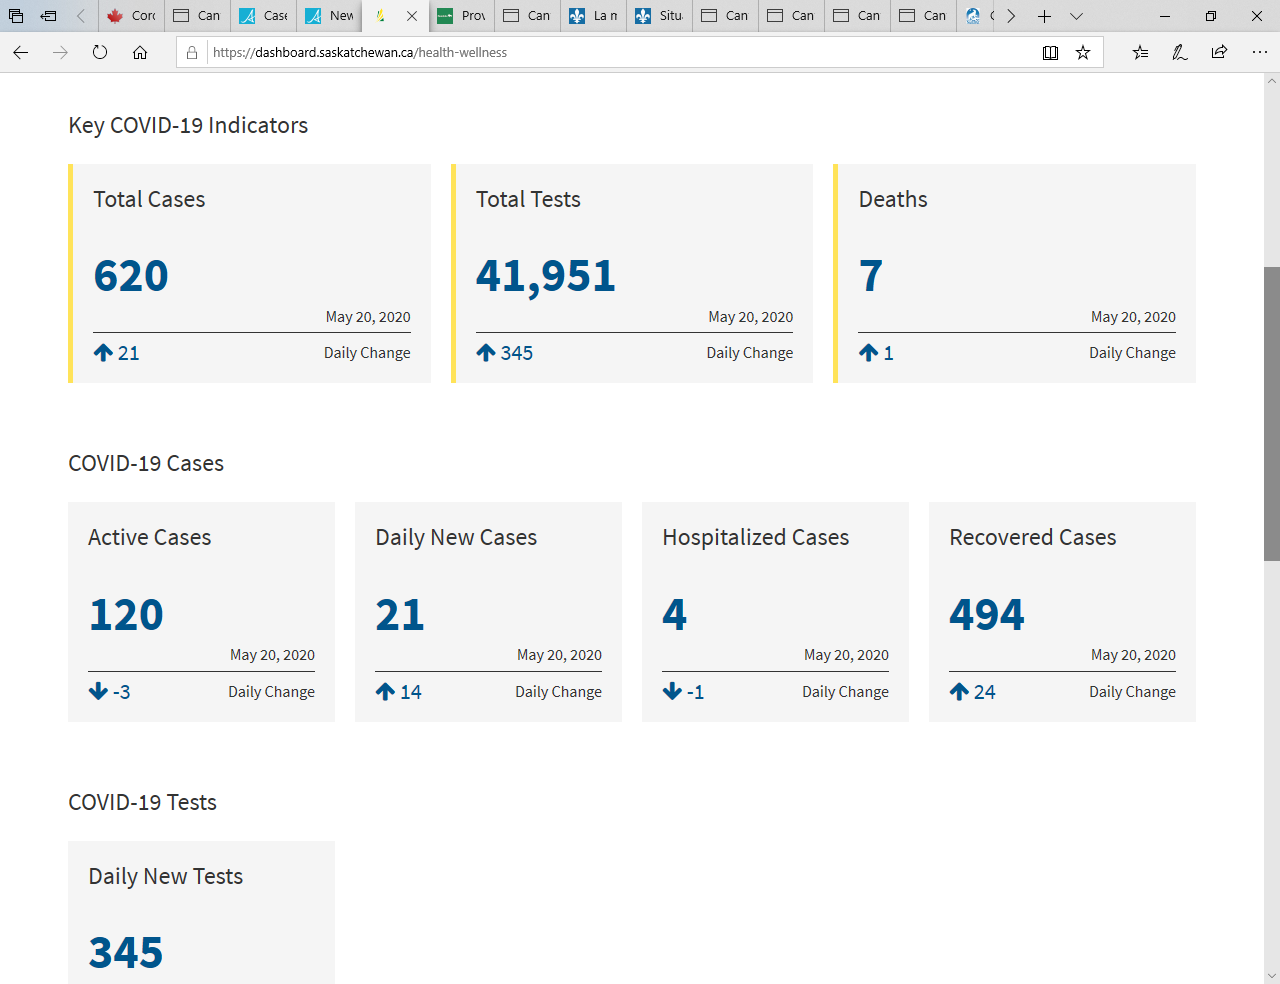 Corc
Can
Case
New
Prov
Can
La m
Situ
Can
Can
Can
Can
https://dashboard.saskatchewan.ca/health-wellness
Key COVID-19 Indicators
Total Cases
620
May 20, 2020
21 Daily Change
Total Tests
41,951
May 20, 2020
345 Daily Change
Deaths
7
May 20, 2020
1 Daily Change
COVID-19 Cases
Active Cases
120
May 20, 2020
-3 Daily Change
Daily New Cases
21
May 20, 2020
14 Daily Change
Hospitalized Cases
4
May 20, 2020
-1 Daily Change
Recovered Cases
494
May 20, 2020
24 Daily Change
COVID-19 Tests
Daily New Tests
345